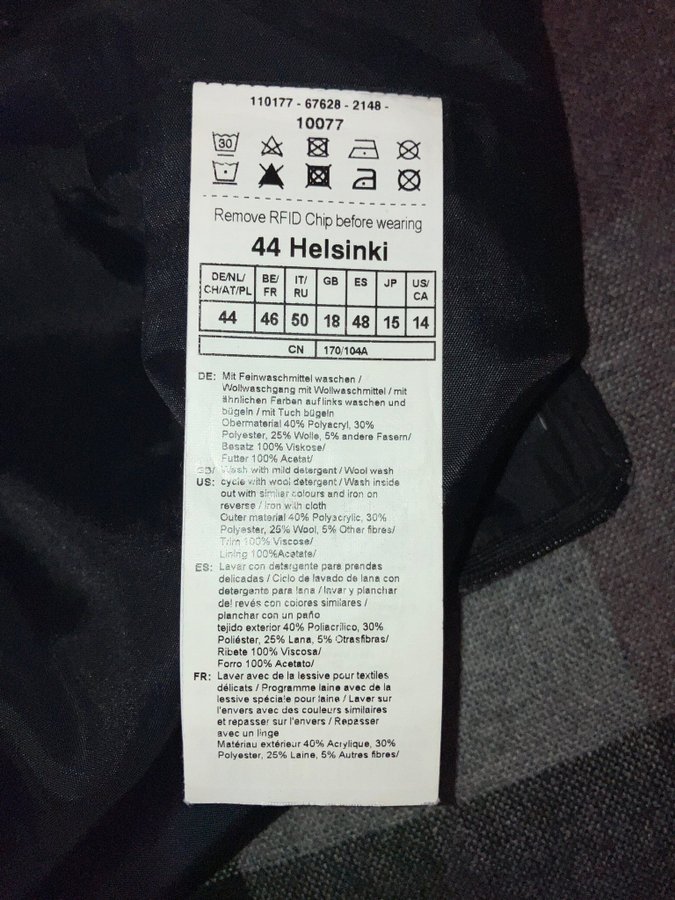 110177 - 67628 - 2148 -
10077
30
Remove RFID Chip before wearing
44 Helsinki
DE/NL/ BE/ IT/ GB ES JP US/
CH/AT/PL FR RU CA
44 46 50 18 48 15 14
CN 170/104A
DE: Mit Feinwaschmittel waschen /
Wollwaschgang mit Wollwaschmittel / mit
ähnlichen Farben auf links waschen und
bügeln / mit Tuch bügeln
Obermaterial 40% Polyacryl, 30%
Polyester, 25% Wolle, 5% andere Fasern/
Besatz 100% Viskose/
Futter 100% Acetat/
GB/ Wash with mild detergent / Wool wash
US: cycle with wool detergent / Wash inside
out with similar colours and iron on
reverse / Iron with cloth
Outer material 40% Polyacrylic, 30%
Polyester, 25% Wool, 5% Other fibres/
Trim 100% Viscose/
Lining 100%Acetate/
ES: Lavar con detergente para prendas
delicadas / Ciclo de lavado de lana con
detergente para lana / lavar y planchar
del revés con colores similares /
planchar con un paño
tejido exterior 40% Poliacrílico, 30%
Poliéster, 25% Lana, 5% Otrasfibras/
Ribete 100% Viscosa/
Forro 100% Acetato/
FR: Laver avec de la lessive pour textiles
délicats / Programme laine avec de la
lessive spéciale pour laine / Laver sur
l'envers avec des couleurs similaires
et repasser sur l'envers / Repasser
avec un linge
Matériau extérieur 40% Acrylique, 30%
Polyester, 25% Laine, 5% Autres fibres/